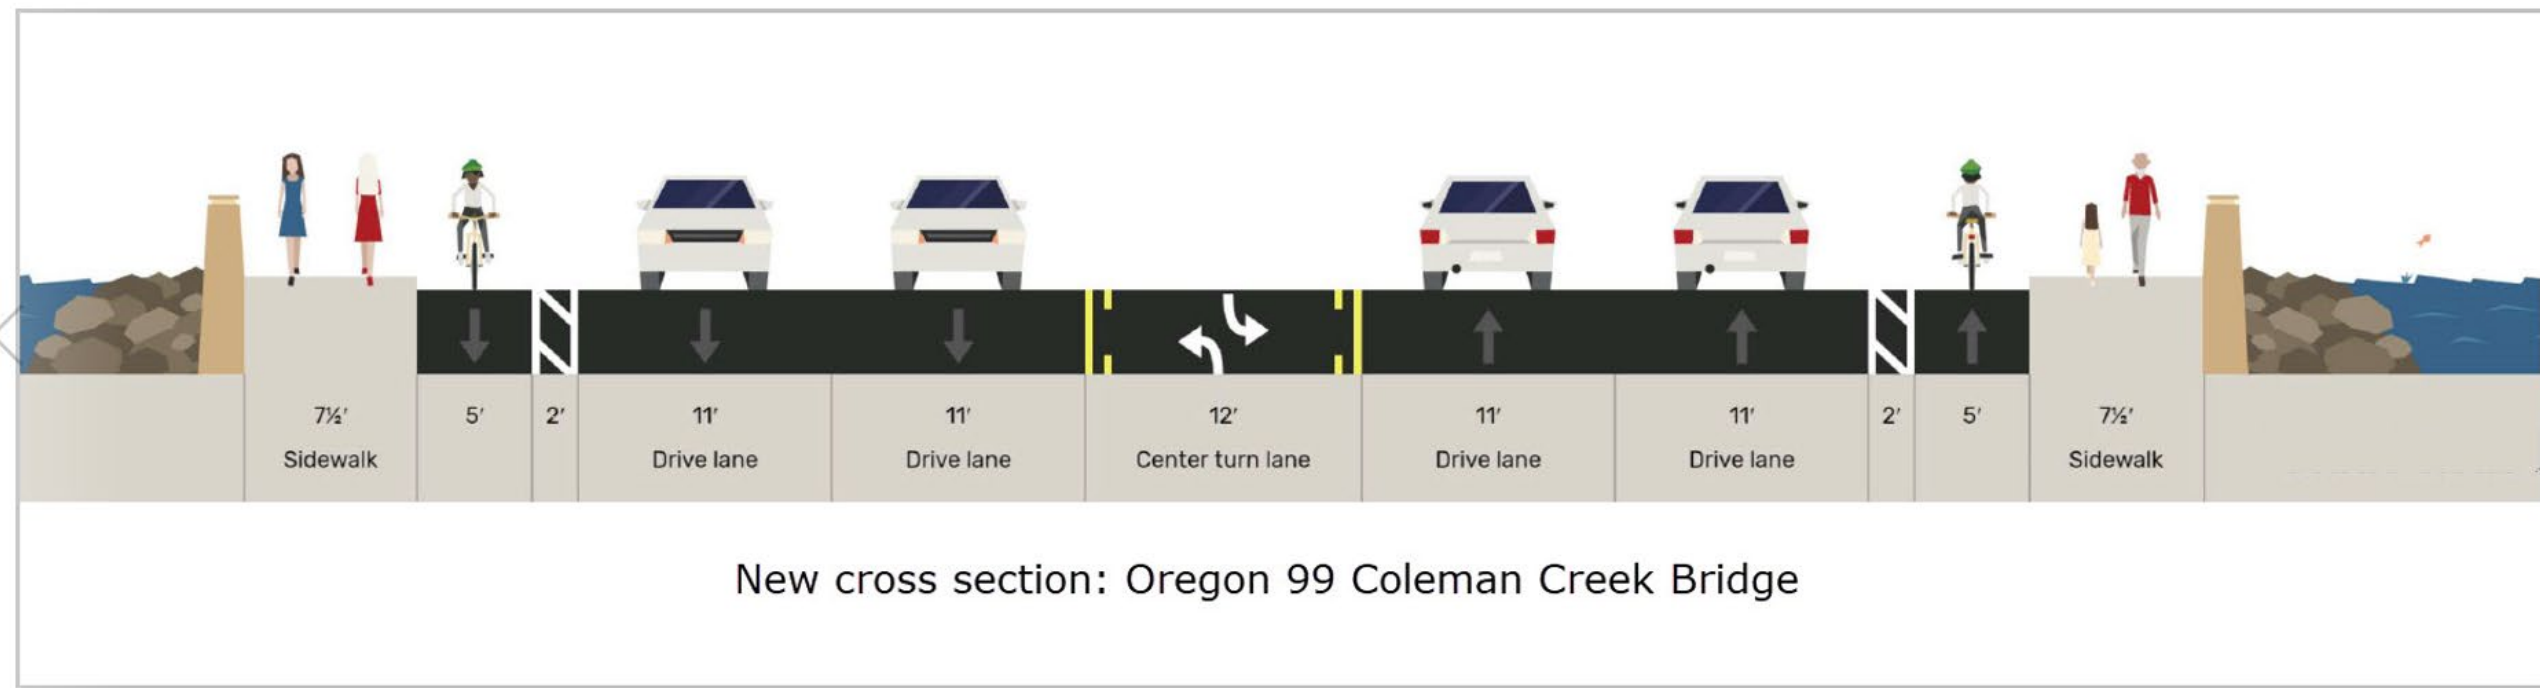 7½′ 5′ 2′ 11′ 11′ 12′ 11′ 11′ 2′ 5′ 7½′
Sidewalk Drive lane Drive lane Center turn lane Drive lane Drive lane Sidewalk
New cross section: Oregon 99 Coleman Creek Bridge